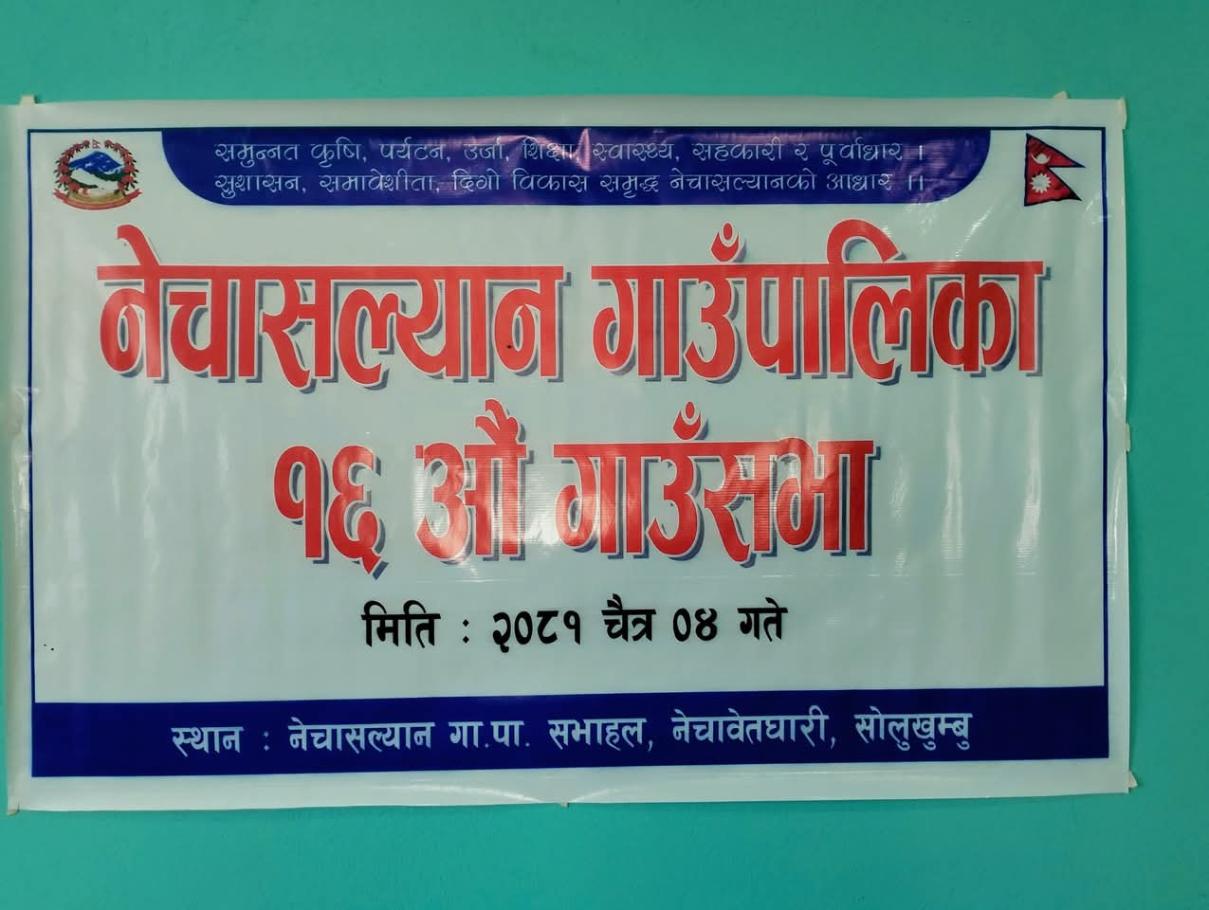 समुन्नत कृषि, पर्यटन, उर्जा, शिक्षा, स्वास्थ्य, सहकारी र पूर्वाधार ।
सुशासन, समावेशीता, दिगो विकास समृद्ध नेचासल्यानको आधार ।।
नेचासल्यान गाउँपालिका
१६ औं गाउँसभा
मिति : २०८१ चैत्र ०४ गते
स्थान : नेचासल्यान गा.पा. सभाहल, नेचावेतघारी, सोलुखुम्बु